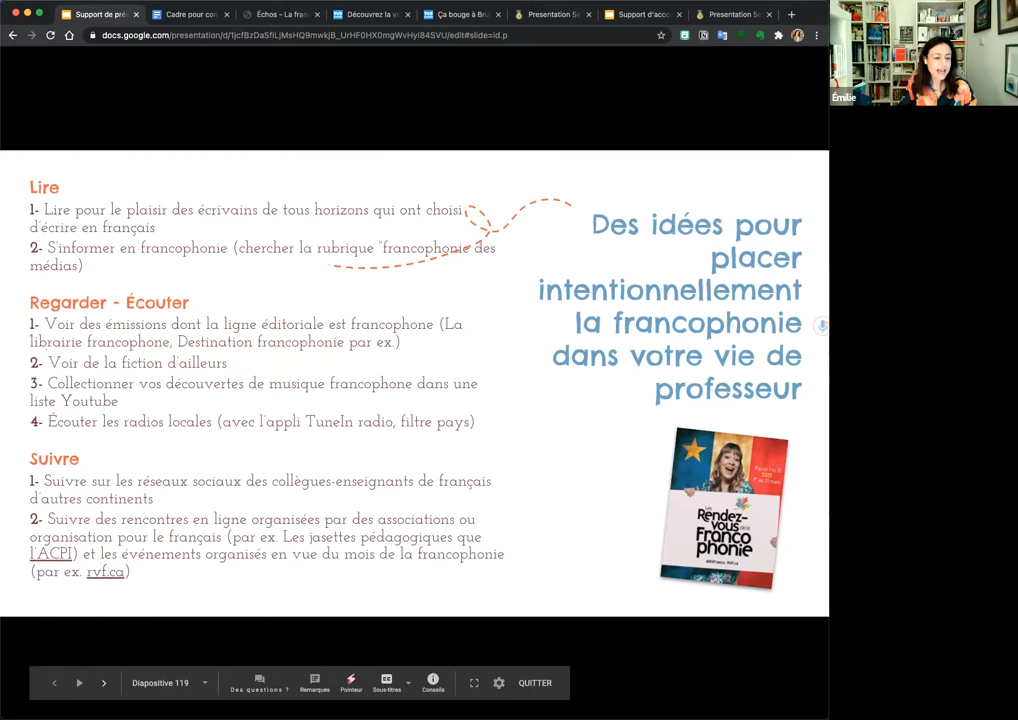 Support de pré
Cadre pour con
Échos - La fran
Découvrez la vi
Ça bouge à Bru
Presentation Se
Support d'acco
Presentation Sa
docs.google.com/presentation/d/1jcfBzDaSfiLjMsHQ9mwkjB_UrHF0HX0mgWvHyI84SVU/edit#slide=id.p
Émilie
Lire
1- Lire pour le plaisir des écrivains de tous horizons qui ont choisi
d'écrire en français
2- S'informer en francophonie (chercher la rubrique "francophonie des
médias)
Regarder - Écouter
1- Voir des émissions dont la ligne éditoriale est francophone (La
librairie francophone, Destination francophonie par ex.)
2- Voir de la fiction d'ailleurs
3- Collectionner vos découvertes de musique francophone dans une
liste Youtube
4- Écouter les radios locales (avec l'appli TuneIn radio, filtre pays)
Suivre
1- Suivre sur les réseaux sociaux des collègues-enseignants de français
d'autres continents
2- Suivre des rencontres en ligne organisées par des associations ou
organisation pour le français (par ex. Les jasettes pédagogiques que
l'ACPI) et les événements organisés en vue du mois de la francophonie
(par ex. rvf.ca)
Des idées pour
placer
intentionnellement
la francophonie
dans votre vie de
professeur
Les
Rendez-
vous de la
Franco
phonie
Diapositive 119
Des questions ?
Remarques
Pointeur
Sous-titres
Conseils
QUITTER